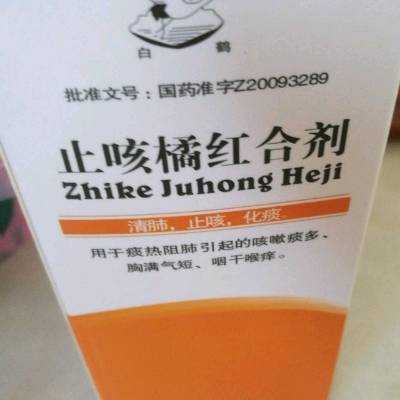 白鹤
批准文号：国药准字Z20093289
止咳橘红合剂
Zhike Juhong Heji
清肺，止咳，化痰
用于痰热阻肺引起的咳嗽痰多、
胸满气短、咽干喉痒。